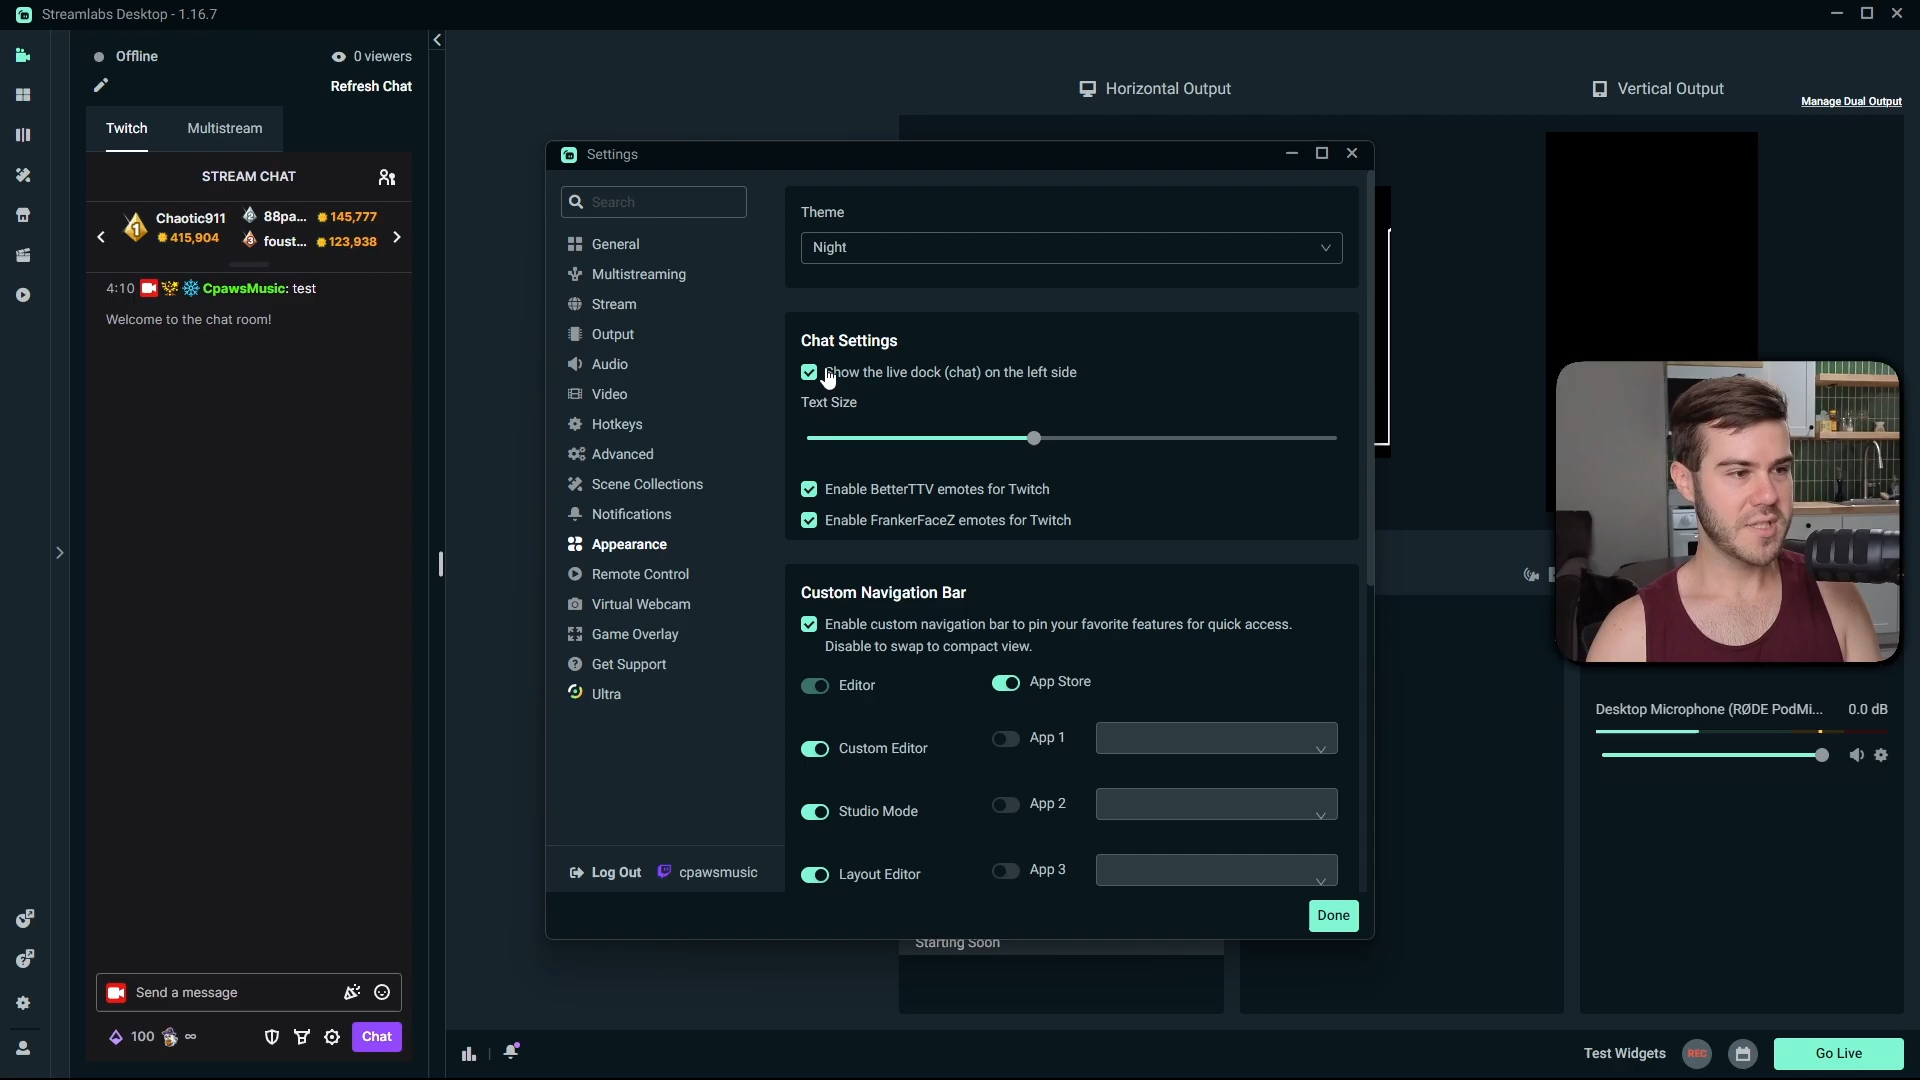 Streamlabs Desktop - 1.16.7
Offline
0 viewers
Refresh Chat
Twitch
Multistream
STREAM CHAT
1
Chaotic911
415,904
2
88pa...
145,777
3
foust...
123,938
4:10 CpawsMusic: test
Welcome to the chat room!
Send a message
100
∞
Chat
Horizontal Output
Vertical Output
Manage Dual Output
Settings
Search
General
Multistreaming
Stream
Output
Audio
Video
Hotkeys
Advanced
Scene Collections
Notifications
Appearance
Remote Control
Virtual Webcam
Game Overlay
Get Support
Ultra
Log Out
cpawsmusic
Theme
Night
Chat Settings
Show the live dock (chat) on the left side
Text Size
Enable BetterTTV emotes for Twitch
Enable FrankerFaceZ emotes for Twitch
Custom Navigation Bar
Enable custom navigation bar to pin your favorite features for quick access.
Disable to swap to compact view.
Editor
App Store
Custom Editor
App 1
Studio Mode
App 2
Layout Editor
App 3
Done
Starting Soon
Desktop Microphone (RØDE PodMi...
0.0 dB
Test Widgets
REC
Go Live